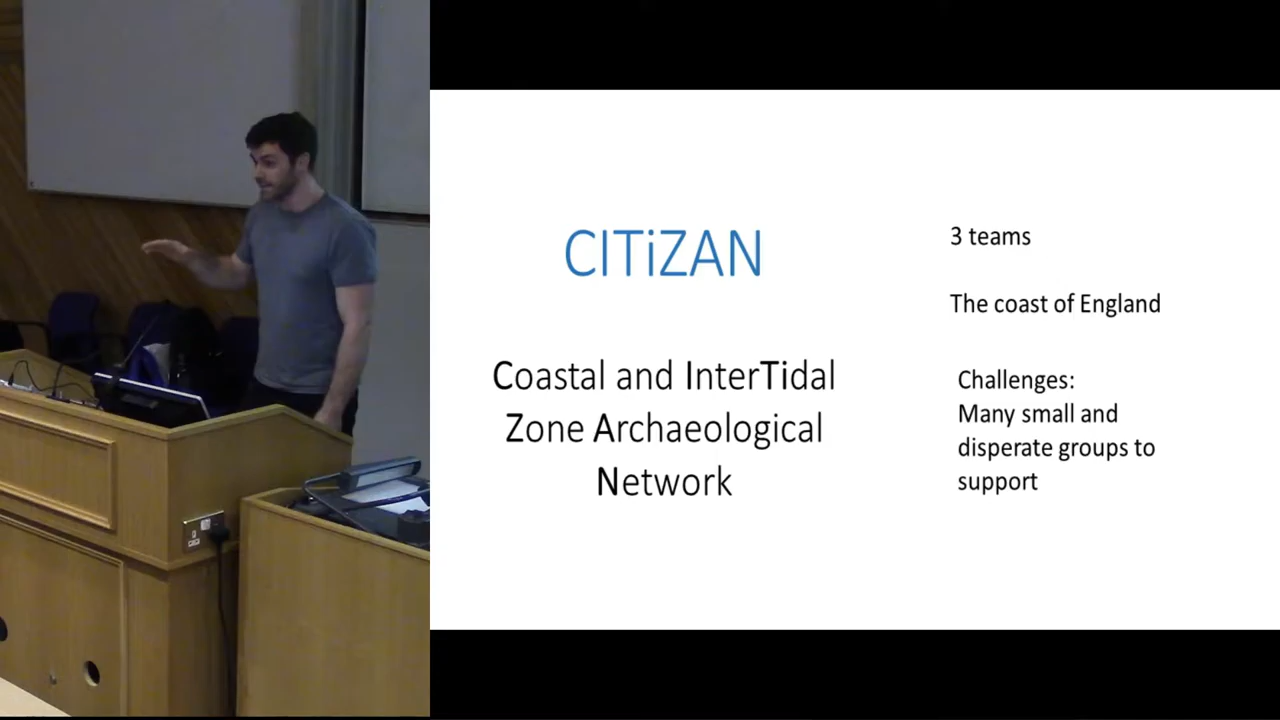 CITiZAN
Coastal and InterTidal
Zone Archaeological
Network
3 teams
The coast of England
Challenges:
Many small and
disperate groups to
support